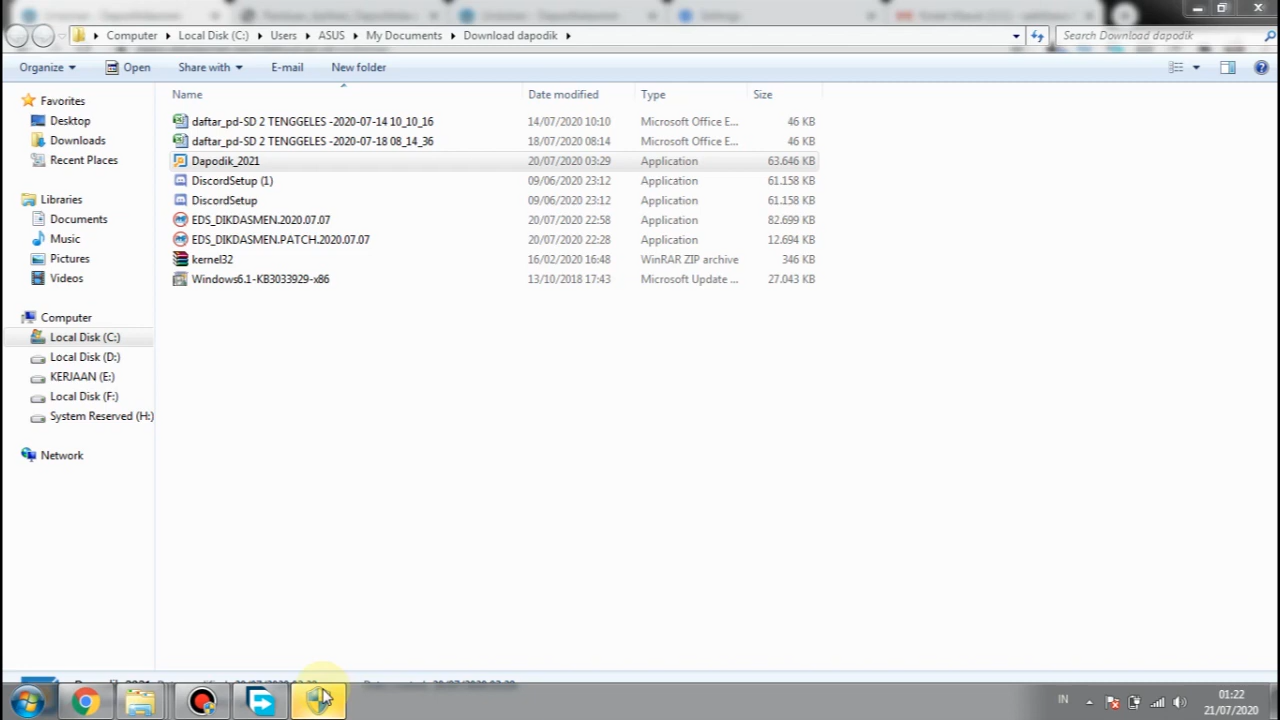 Computer Local Disk (C:) Users ASUS My Documents Download dapodik Search Download dapodik
Organize Open Share with E-mail New folder
Name Date modified Type Size
Favorites
Desktop
Downloads
Recent Places
Libraries
Documents
Music
Pictures
Videos
Computer
Local Disk (C:)
Local Disk (D:)
KERJAAN (E:)
Local Disk (F:)
System Reserved (H:)
Network
daftar_pd-SD 2 TENGGELES -2020-07-14 10_10_16 14/07/2020 10:10 Microsoft Office E... 46 KB
daftar_pd-SD 2 TENGGELES -2020-07-18 08_14_36 18/07/2020 08:14 Microsoft Office E... 46 KB
Dapodik_2021 20/07/2020 03:29 Application 63.646 KB
DiscordSetup (1) 09/06/2020 23:12 Application 61.158 KB
DiscordSetup 09/06/2020 23:12 Application 61.158 KB
EDS_DIKDASMEN.2020.07.07 20/07/2020 22:58 Application 82.699 KB
EDS_DIKDASMEN.PATCH.2020.07.07 20/07/2020 22:28 Application 12.694 KB
kernel32 16/02/2020 16:48 WinRAR ZIP archive 346 KB
Windows6.1-KB3033929-x86 13/10/2018 17:43 Microsoft Update ... 27.043 KB
IN 01:22
21/07/2020